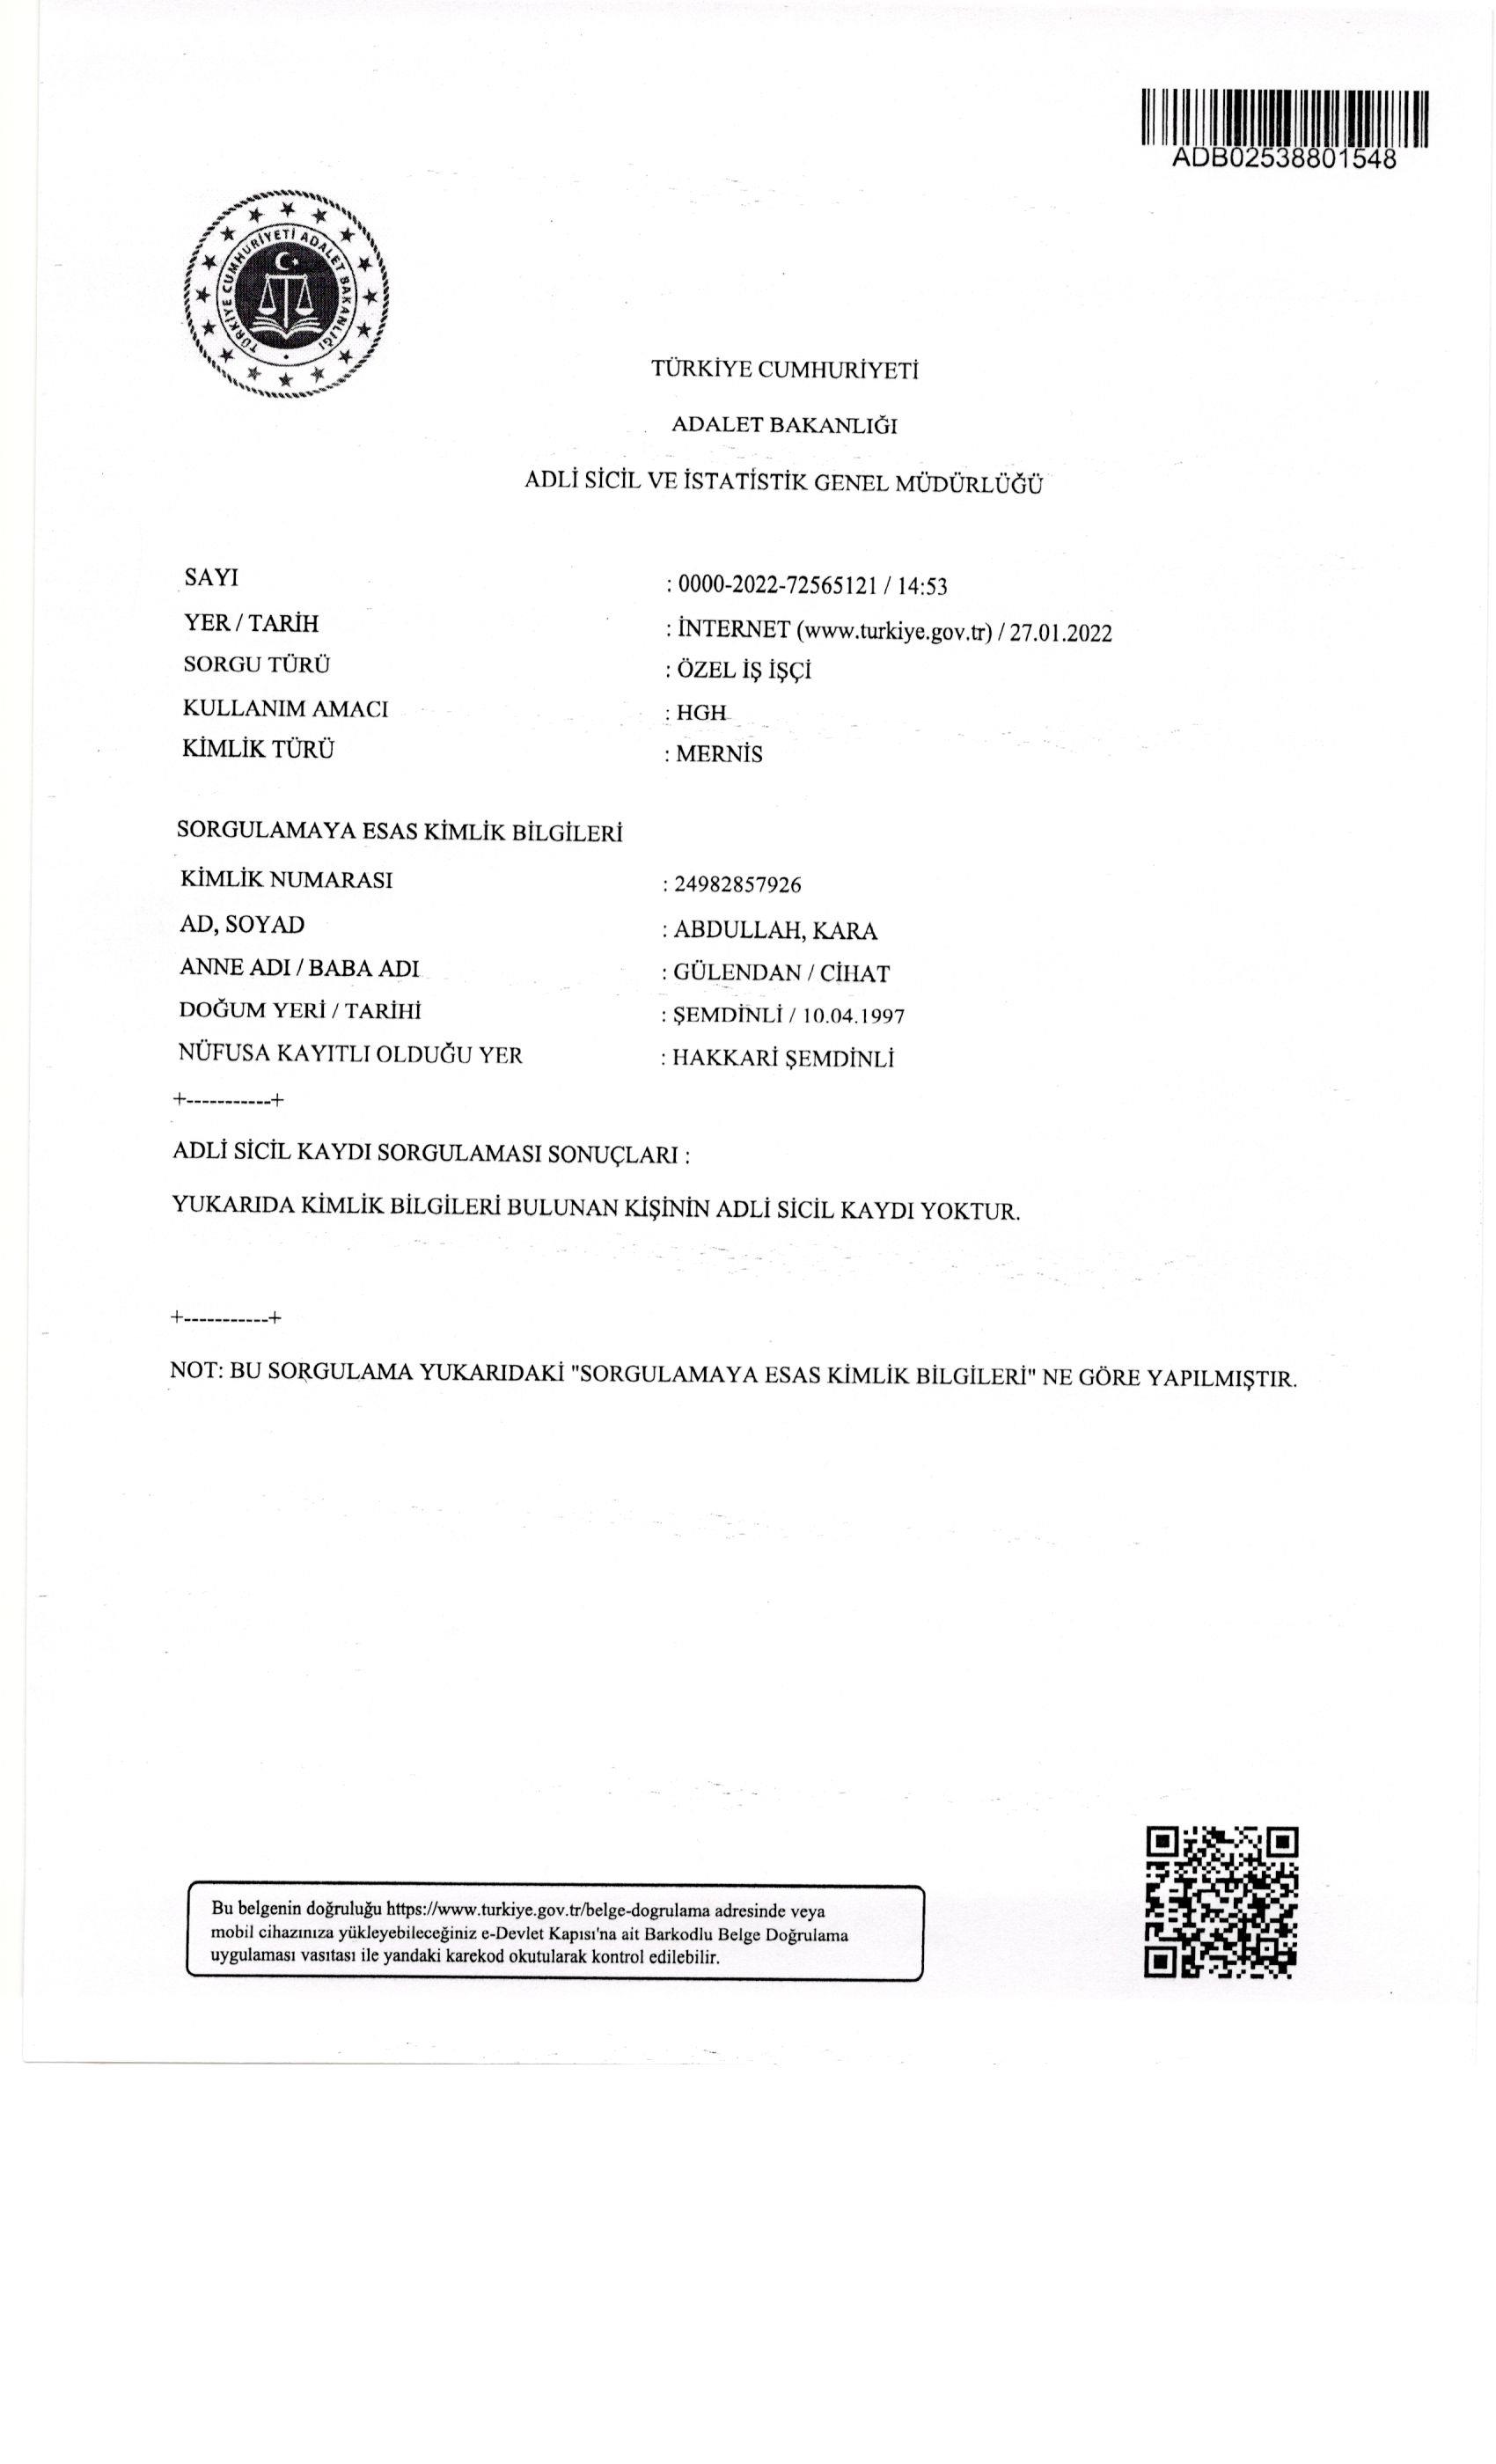 ADB02538801548
TÜRKİYE CUMHURİYETİ ADALET BAKANLIĞI
TÜRKİYE CUMHURİYETİ
ADALET BAKANLIĞI
ADLİ SİCİL VE İSTATİSTİK GENEL MÜDÜRLÜĞÜ
SAYI : 0000-2022-72565121 / 14:53
YER / TARİH : İNTERNET (www.turkiye.gov.tr) / 27.01.2022
SORGU TÜRÜ : ÖZEL İŞ İŞÇİ
KULLANIM AMACI : HGH
KİMLİK TÜRÜ : MERNİS
SORGULAMAYA ESAS KİMLİK BİLGİLERİ
KİMLİK NUMARASI : 24982857926
AD, SOYAD : ABDULLAH, KARA
ANNE ADI / BABA ADI : GÜLENDAN / CİHAT
DOĞUM YERİ / TARİHİ : ŞEMDİNLİ / 10.04.1997
NÜFUSA KAYITLI OLDUĞU YER : HAKKARİ ŞEMDİNLİ
+-----------+
ADLİ SİCİL KAYDI SORGULAMASI SONUÇLARI :
YUKARIDA KİMLİK BİLGİLERİ BULUNAN KİŞİNİN ADLİ SİCİL KAYDI YOKTUR.
+-----------+
NOT: BU SORGULAMA YUKARIDAKİ "SORGULAMAYA ESAS KİMLİK BİLGİLERİ" NE GÖRE YAPILMIŞTIR.
Bu belgenin doğruluğu https://www.turkiye.gov.tr/belge-dogrulama adresinde veya
mobil cihazınıza yükleyebileceğiniz e-Devlet Kapısı'na ait Barkodlu Belge Doğrulama
uygulaması vasıtası ile yandaki karekod okutularak kontrol edilebilir.